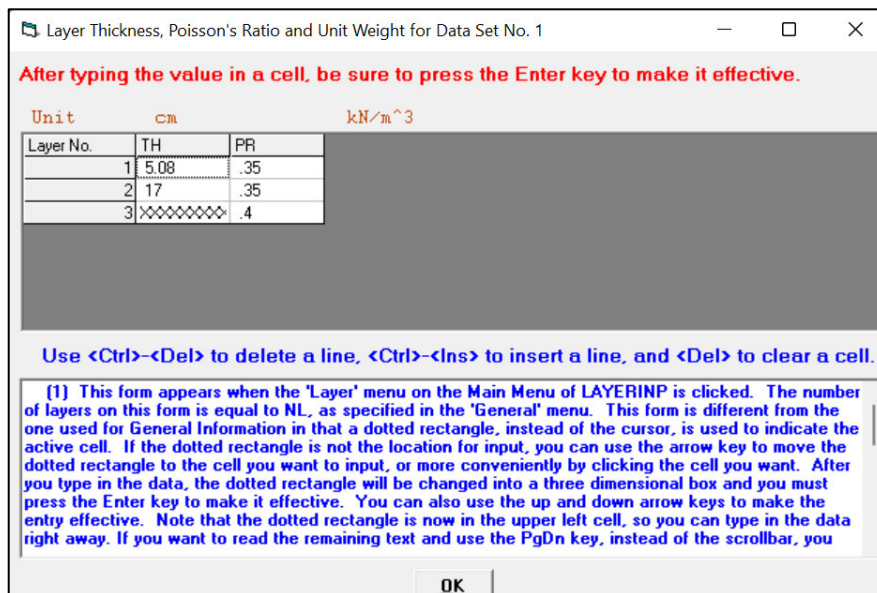 Layer Thickness, Poisson's Ratio and Unit Weight for Data Set No. 1
After typing the value in a cell, be sure to press the Enter key to make it effective.
Unit cm kN/m^3
Layer No. TH PR
1 5.08 .35
2 17 .35
3 XXXXXXXXX .4
Use <Ctrl>-<Del> to delete a line, <Ctrl>-<Ins> to insert a line, and <Del> to clear a cell.
(1) This form appears when the 'Layer' menu on the Main Menu of LAYERINP is clicked. The number
of layers on this form is equal to NL, as specified in the 'General' menu. This form is different from the
one used for General Information in that a dotted rectangle, instead of the cursor, is used to indicate the
active cell. If the dotted rectangle is not the location for input, you can use the arrow key to move the
dotted rectangle to the cell you want to input, or more conveniently by clicking the cell you want. After
you type in the data, the dotted rectangle will be changed into a three dimensional box and you must
press the Enter key to make it effective. You can also use the up and down arrow keys to make the
entry effective. Note that the dotted rectangle is now in the upper left cell, so you can type in the data
right away. If you want to read the remaining text and use the PgDn key, instead of the scrollbar, you
OK